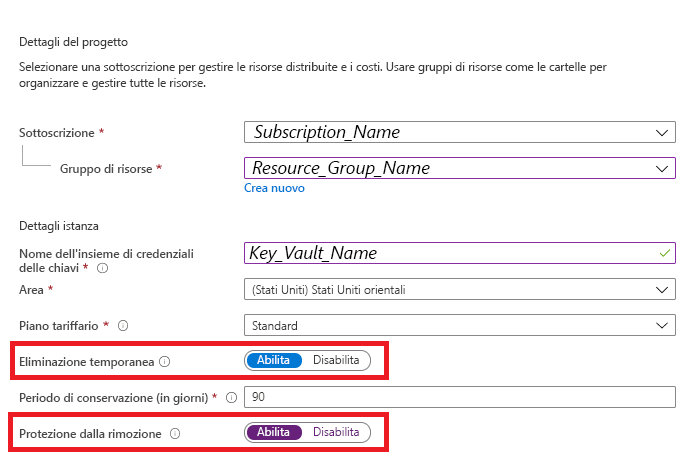 Dettagli del progetto
Selezionare una sottoscrizione per gestire le risorse distribuite e i costi. Usare gruppi di risorse come le cartelle per
organizzare e gestire tutte le risorse.
Sottoscrizione * Subscription_Name
Gruppo di risorse * Resource_Group_Name
Crea nuovo
Dettagli istanza
Nome dell'insieme di credenziali
delle chiavi * Key_Vault_Name
Area * (Stati Uniti) Stati Uniti orientali
Piano tariffario * Standard
Eliminazione temporanea Abilita Disabilita
Periodo di conservazione (in giorni) * 90
Protezione dalla rimozione Abilita Disabilita